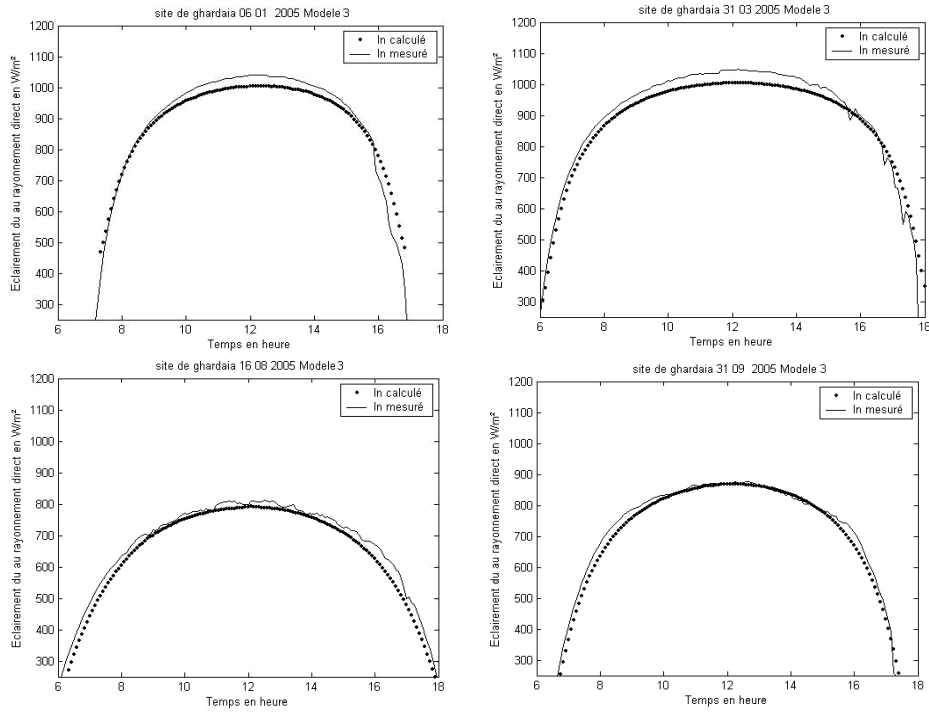 site de ghardaia 06 01 2005 Modele 3
In calculé
In mesuré
Eclairement du au rayonnement direct en W/m²
1200
1100
1000
900
800
700
600
500
400
300
6 8 10 12 14 16 18
Temps en heure
site de ghardaia 31 03 2005 Modele 3
In calculé
In mesuré
Eclairement du au rayonnement direct en W/m²
1200
1100
1000
900
800
700
600
500
400
300
6 8 10 12 14 16 18
Temps en heure
site de ghardaia 16 08 2005 Modele 3
In calculé
In mesuré
Eclairement du au rayonnement direct en W/m²
1200
1100
1000
900
800
700
600
500
400
300
6 8 10 12 14 16 18
Temps en heure
site de ghardaia 31 09 2005 Modele 3
In calculé
In mesuré
Eclairement du au rayonnement direct en W/m²
1200
1100
1000
900
800
700
600
500
400
300
6 8 10 12 14 16 18
Temps en heure